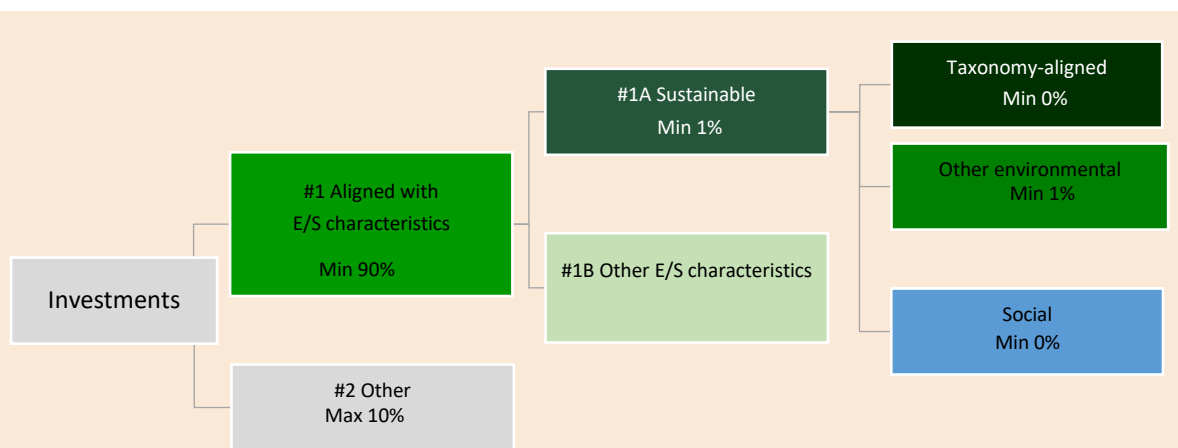 Investments
#1 Aligned with
E/S characteristics
Min 90%
#2 Other
Max 10%
#1A Sustainable
Min 1%
#1B Other E/S characteristics
Taxonomy-aligned
Min 0%
Other environmental
Min 1%
Social
Min 0%